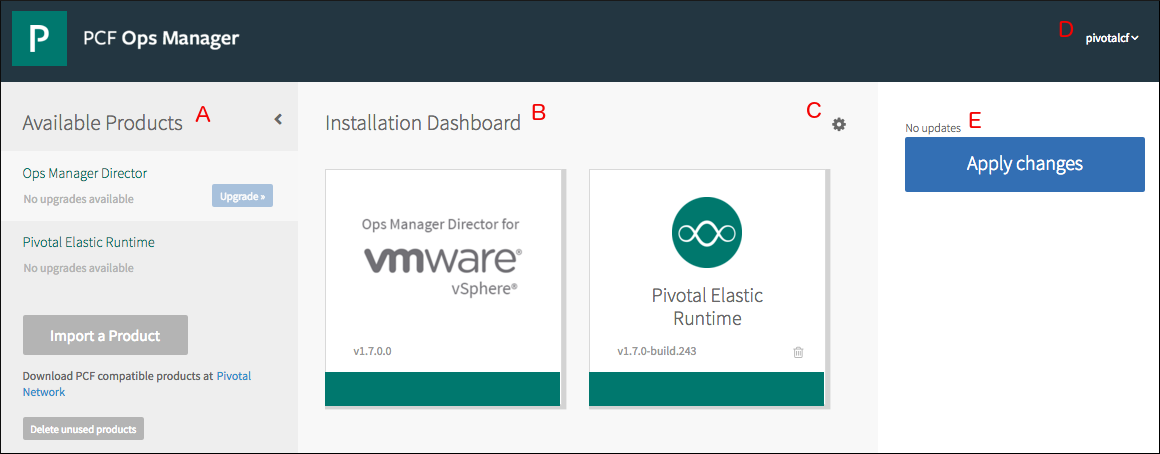 P PCF Ops Manager
D pivotalcf
Available Products A
Ops Manager Director
No upgrades available
Upgrade »
Pivotal Elastic Runtime
No upgrades available
Import a Product
Download PCF compatible products at Pivotal
Network
Delete unused products
Installation Dashboard B
C
Ops Manager Director for
vmware®
vSphere®
v1.7.0.0
Pivotal Elastic
Runtime
v1.7.0-build.243
No updates E
Apply changes